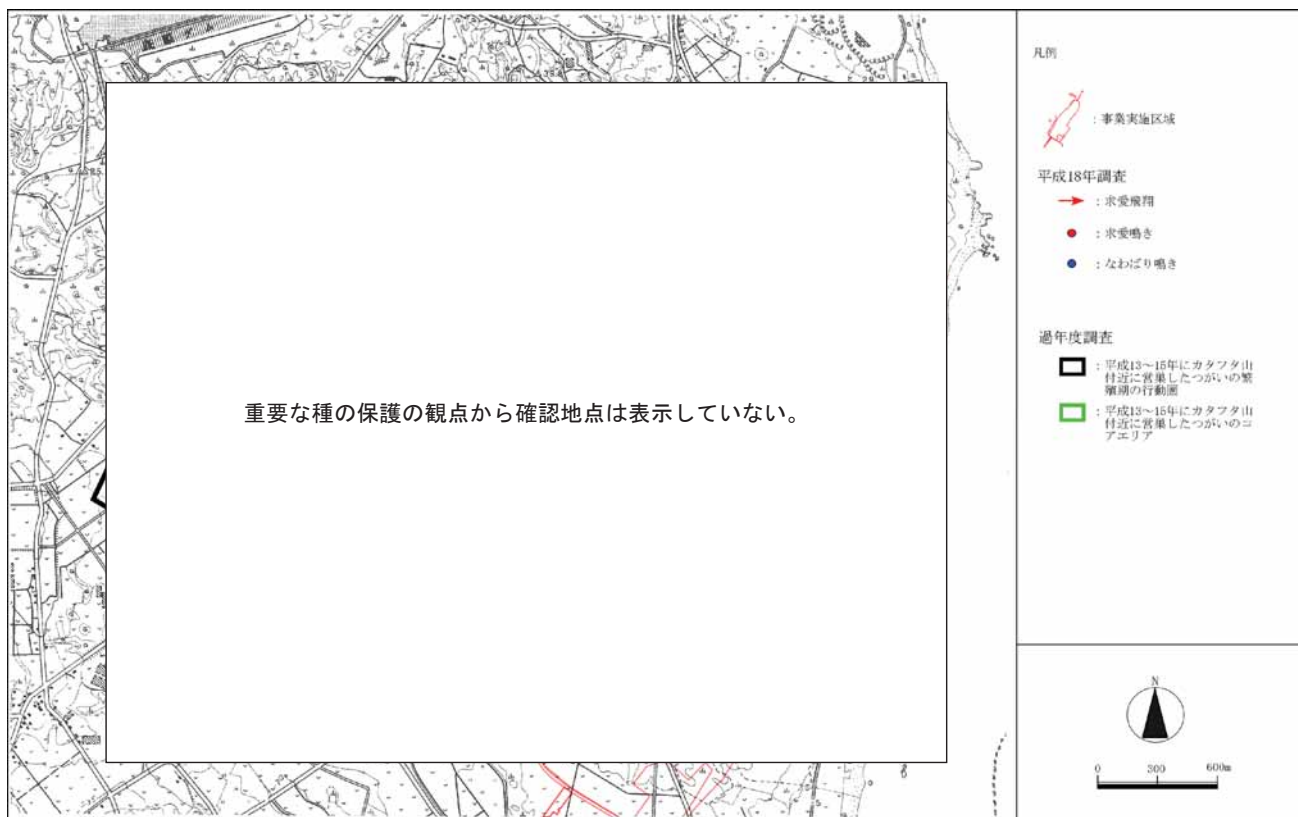 重要な種の保護の観点から確認地点は表示していない。
凡例
：事業実施区域
平成18年調査
：求愛飛翔
：求愛鳴き
：なわばり鳴き
過年度調査
：平成13～15年にカタフタ山
付近に営巣したつがいの繁
殖期の行動圏
：平成13～15年にカタフタ山
付近に営巣したつがいのコ
アエリア
N
0 300 600m